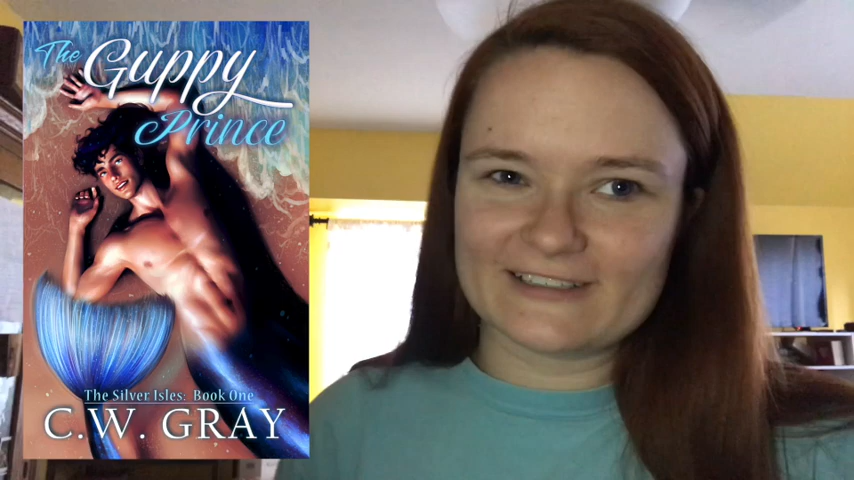 The Guppy
Prince
The Silver Isles: Book One
C.W. GRAY